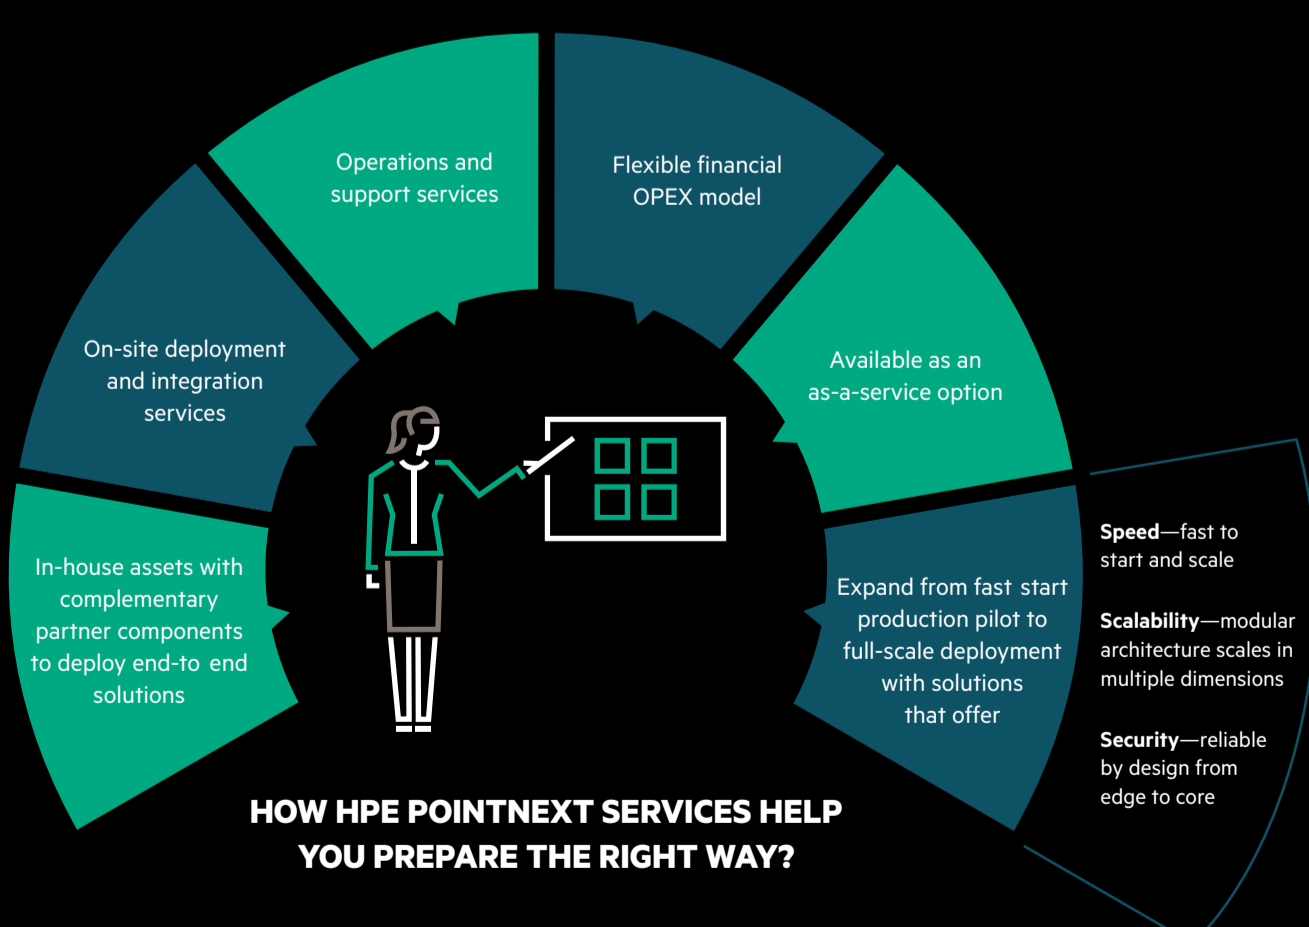 Operations and
support services
Flexible financial
OPEX model
On-site deployment
and integration
services
Available as an
as-a-service option
In-house assets with
complementary
partner components
to deploy end-to end
solutions
Expand from fast start
production pilot to
full-scale deployment
with solutions
that offer
Speed—fast to
start and scale
Scalability—modular
architecture scales in
multiple dimensions
Security—reliable
by design from
edge to core
HOW HPE POINTNEXT SERVICES HELP
YOU PREPARE THE RIGHT WAY?